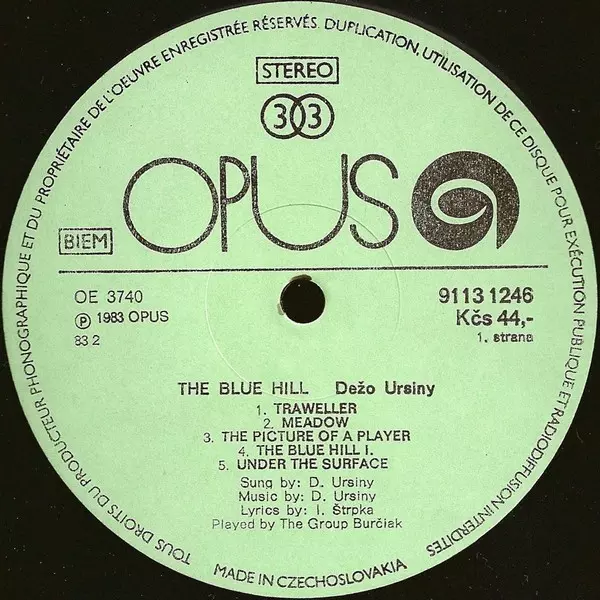 TOUS DROITS DU PRODUCTEUR PHONOGRAPHIQUE ET DU PROPRIÉTAIRE DE L'OEUVRE ENREGISTRÉE RÉSERVÉS. DUPLICATION, UTILISATION DE CE DISQUE POUR EXÉCUTION PUBLIQUE ET RADIODIFFUSION INTERDITES
STEREO
33
OPUS
BIEM
OE 3740
℗ 1983 OPUS
83 2
9113 1246
Kčs 44,-
1. strana
THE BLUE HILL Dežo Ursiny
1. TRAWELLER
2. MEADOW
3. THE PICTURE OF A PLAYER
4. THE BLUE HILL I.
5. UNDER THE SURFACE
Sung by: D. Ursiny
Music by: D. Ursiny
Lyrics by: I. Štrpka
Played by The Group Burčiak
MADE IN CZECHOSLOVAKIA